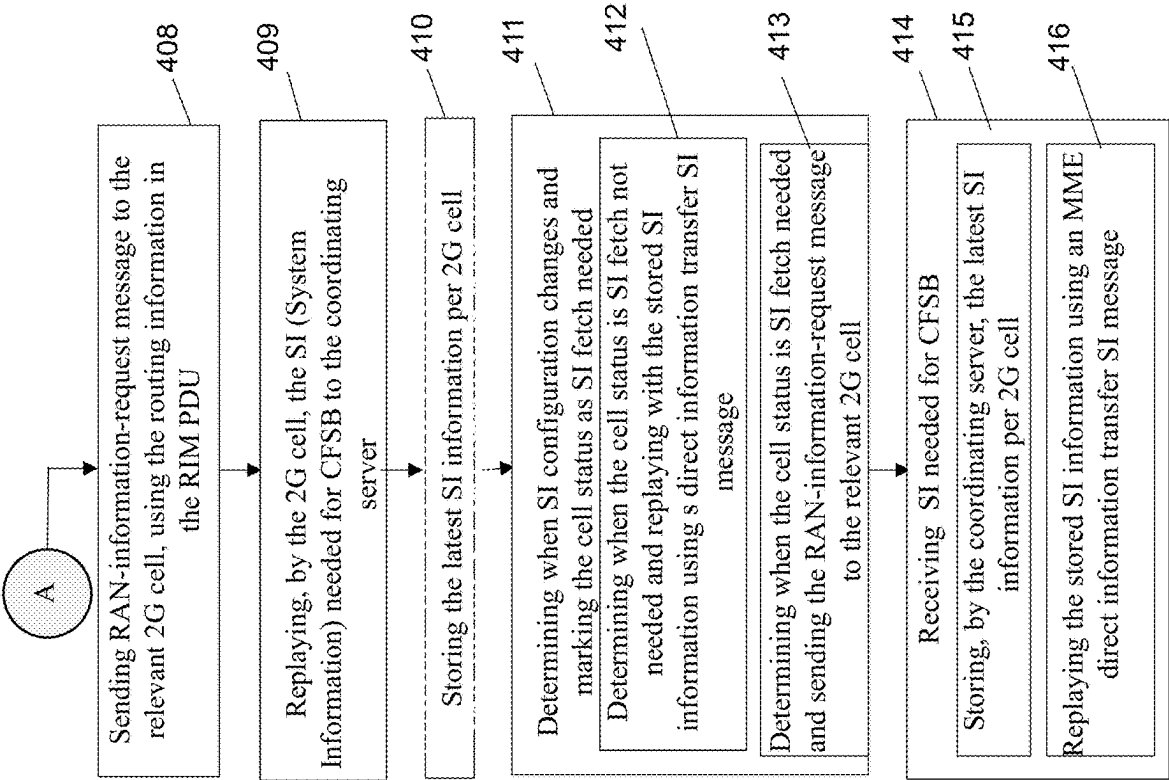 A
Sending RAN-information-request message to the
relevant 2G cell, using the routing information in
the RIM PDU
408
Replaying, by the 2G cell, the SI (System
Information) needed for CFSB to the coordinating
server
409
Storing the latest SI information per 2G cell
410
Determining when SI configuration changes and
marking the cell status as SI fetch needed
411
Determining when the cell status is SI fetch not
needed and replaying with the stored SI
information using s direct information transfer SI
message
412
Determining when the cell status is SI fetch needed
and sending the RAN-information-request message
to the relevant 2G cell
413
Receiving SI needed for CFSB
414
Storing, by the coordinating server, the latest SI
information per 2G cell
415
Replaying the stored SI information using an MME
direct information transfer SI message
416